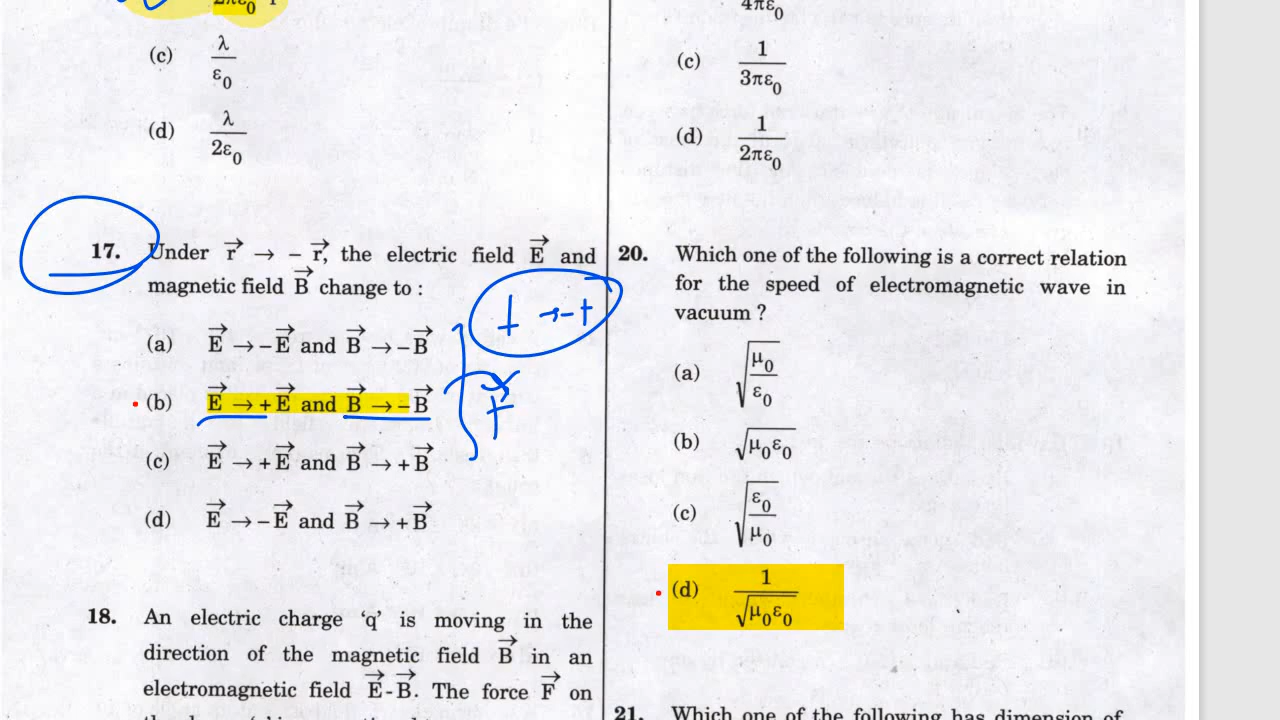 2πε₀ r
(c) λ/ε₀
(d) λ/2ε₀
17. Under r⃗ → – r⃗, the electric field E⃗ and
magnetic field B⃗ change to :
(a) E⃗ → – E⃗ and B⃗ → – B⃗
(b) E⃗ → + E⃗ and B⃗ → – B⃗
(c) E⃗ → + E⃗ and B⃗ → + B⃗
(d) E⃗ → – E⃗ and B⃗ → + B⃗
t → – t
18. An electric charge ‘q’ is moving in the
direction of the magnetic field B⃗ in an
electromagnetic field E⃗-B⃗. The force F⃗ on
4πε₀
(c) 1/3πε₀
(d) 1/2πε₀
20. Which one of the following is a correct relation
for the speed of electromagnetic wave in
vacuum ?
(a) √(μ₀/ε₀)
(b) √(μ₀ε₀)
(c) √(ε₀/μ₀)
(d) 1/√(μ₀ε₀)
21. Which one of the following has dimension of